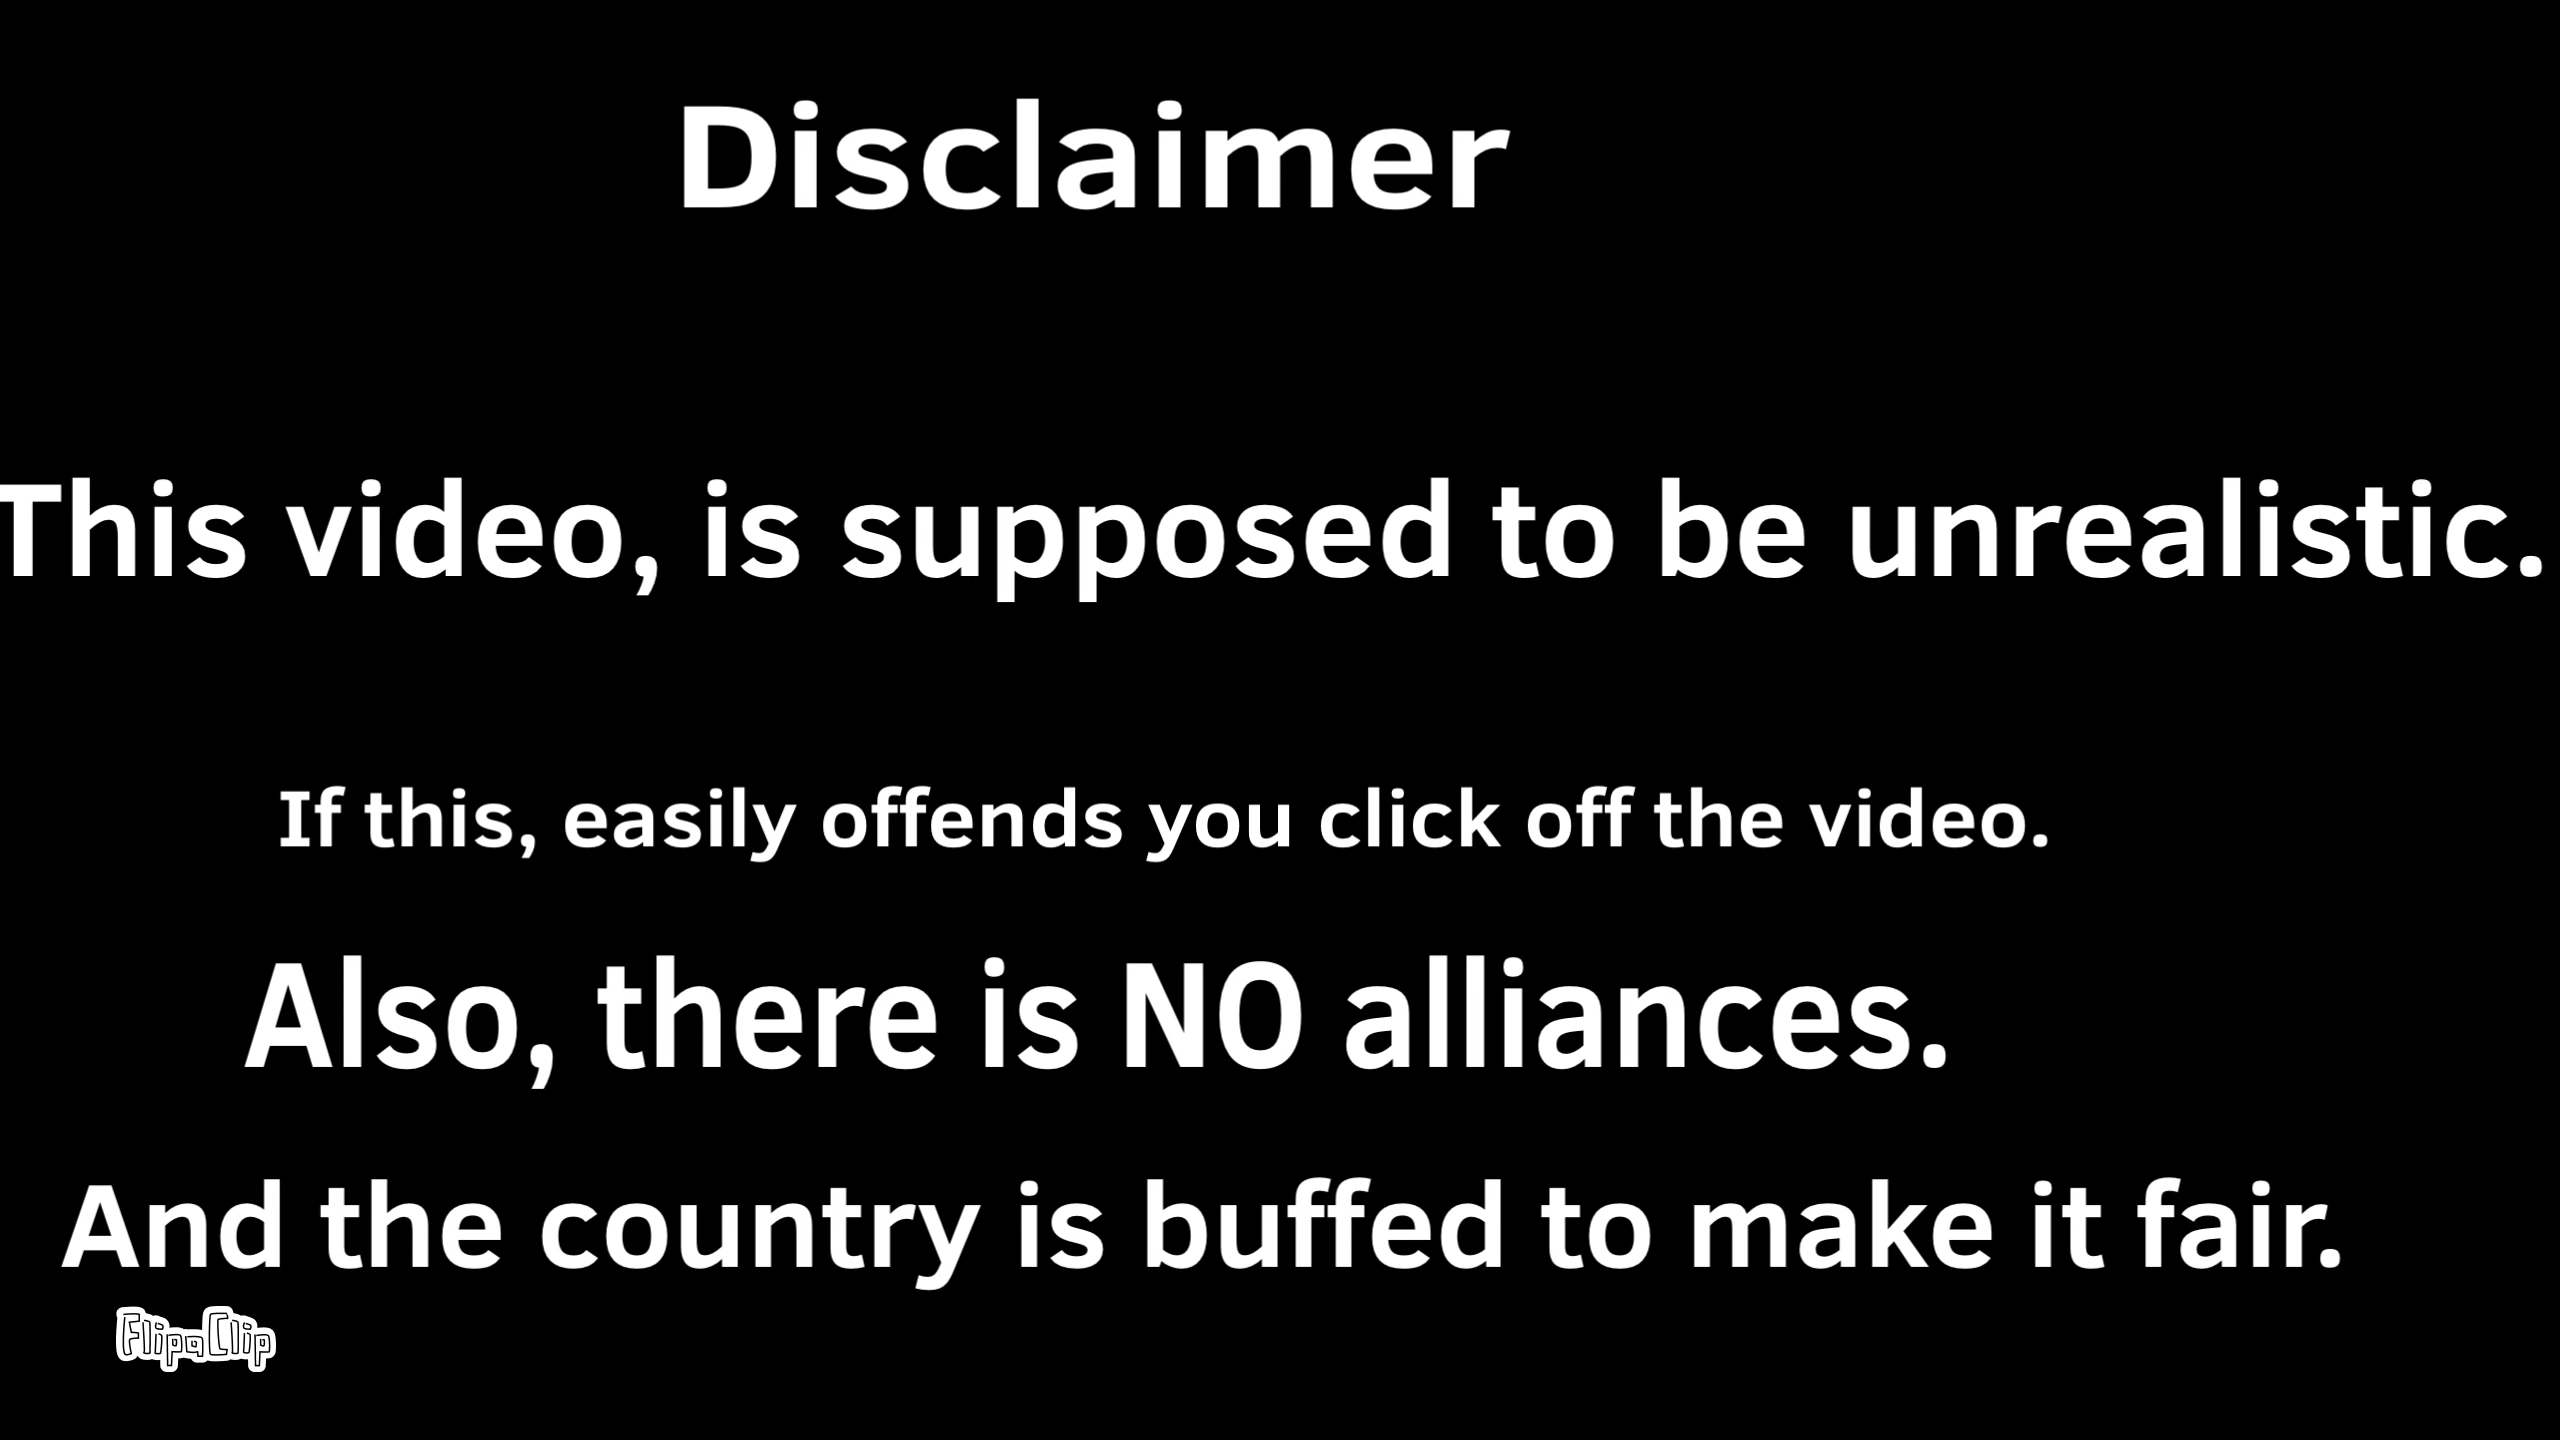 Disclaimer
This video, is supposed to be unrealistic.
If this, easily offends you click off the video.
Also, there is NO alliances.
And the country is buffed to make it fair.
FlipaClip